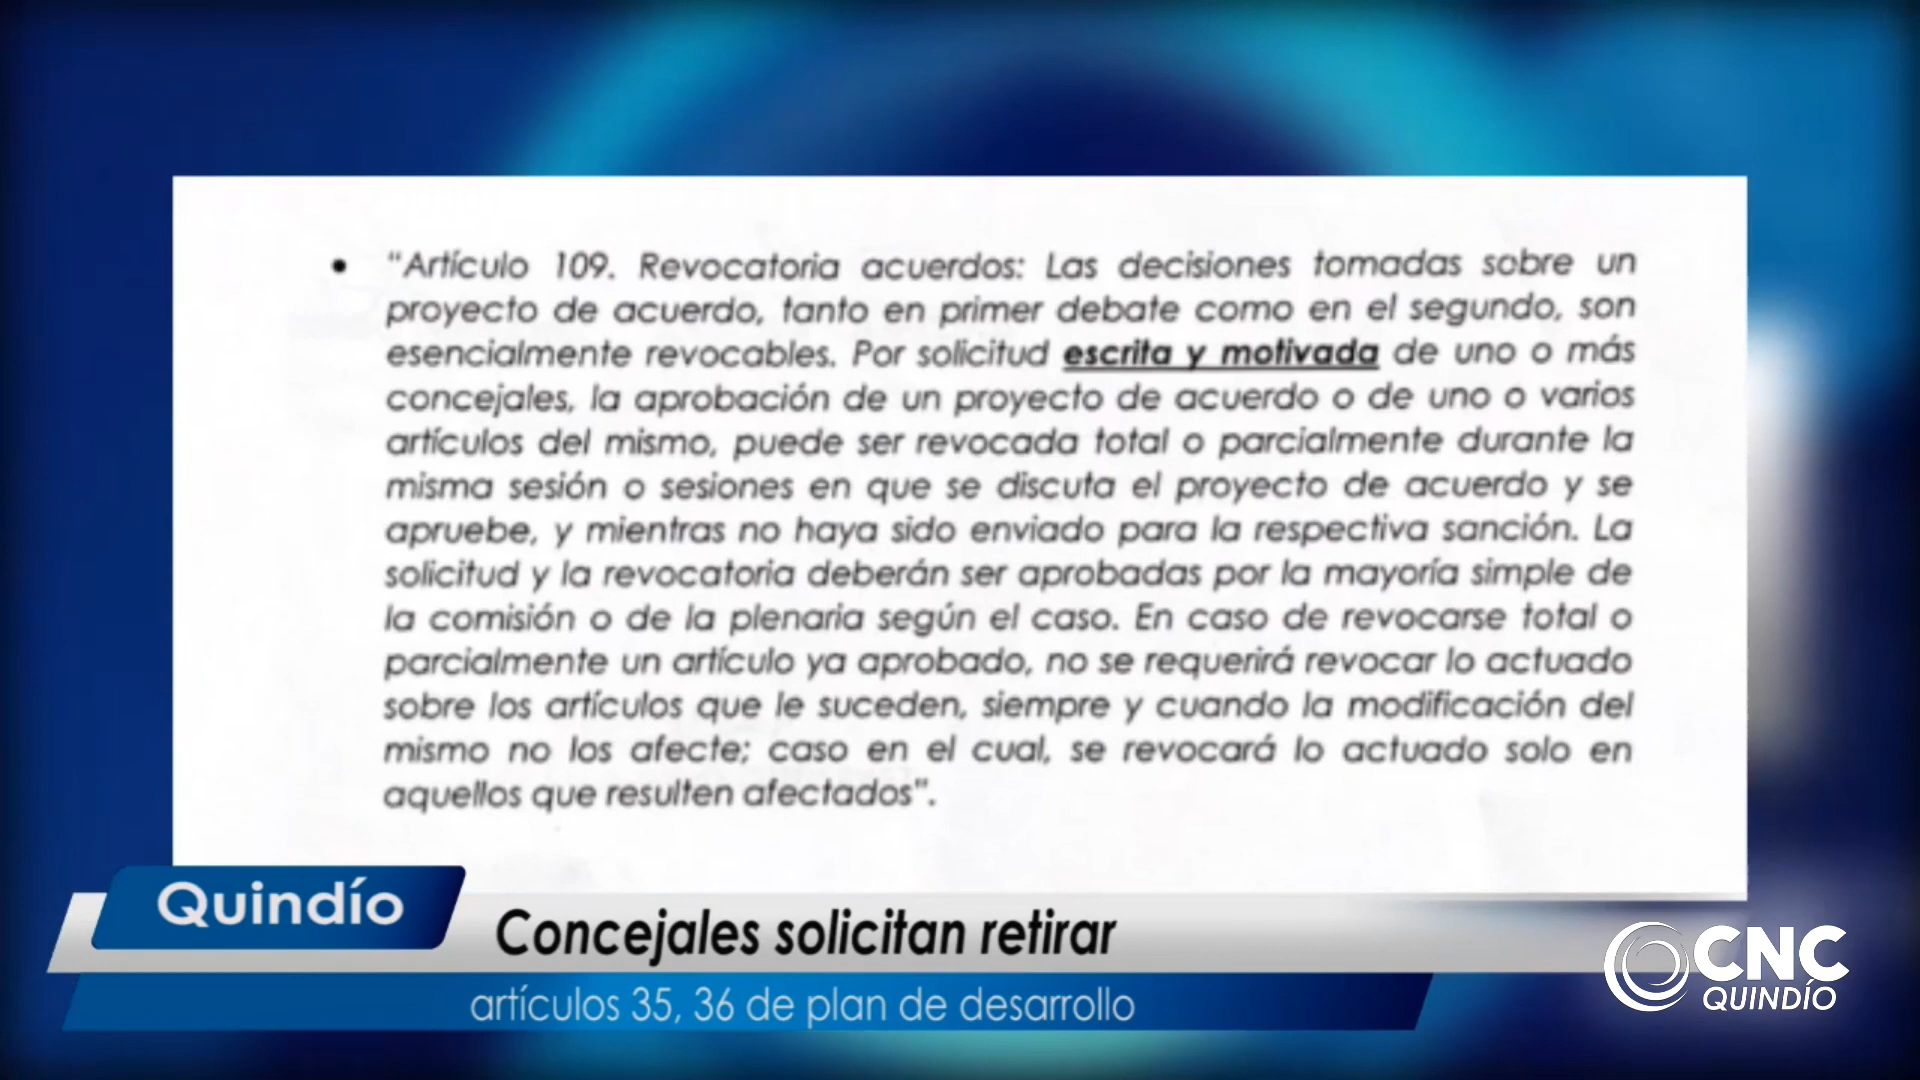 • "Artículo 109. Revocatoria acuerdos: Las decisiones tomadas sobre un
proyecto de acuerdo, tanto en primer debate como en el segundo, son
esencialmente revocables. Por solicitud escrita y motivada de uno o más
concejales, la aprobación de un proyecto de acuerdo o de uno o varios
artículos del mismo, puede ser revocada total o parcialmente durante la
misma sesión o sesiones en que se discuta el proyecto de acuerdo y se
apruebe, y mientras no haya sido enviado para la respectiva sanción. La
solicitud y la revocatoria deberán ser aprobadas por la mayoría simple de
la comisión o de la plenaria según el caso. En caso de revocarse total o
parcialmente un artículo ya aprobado, no se requerirá revocar lo actuado
sobre los artículos que le suceden, siempre y cuando la modificación del
mismo no los afecte; caso en el cual, se revocará lo actuado solo en
aquellos que resulten afectados".
Quindío
Concejales solicitan retirar
artículos 35, 36 de plan de desarrollo
CNC
QUINDÍO